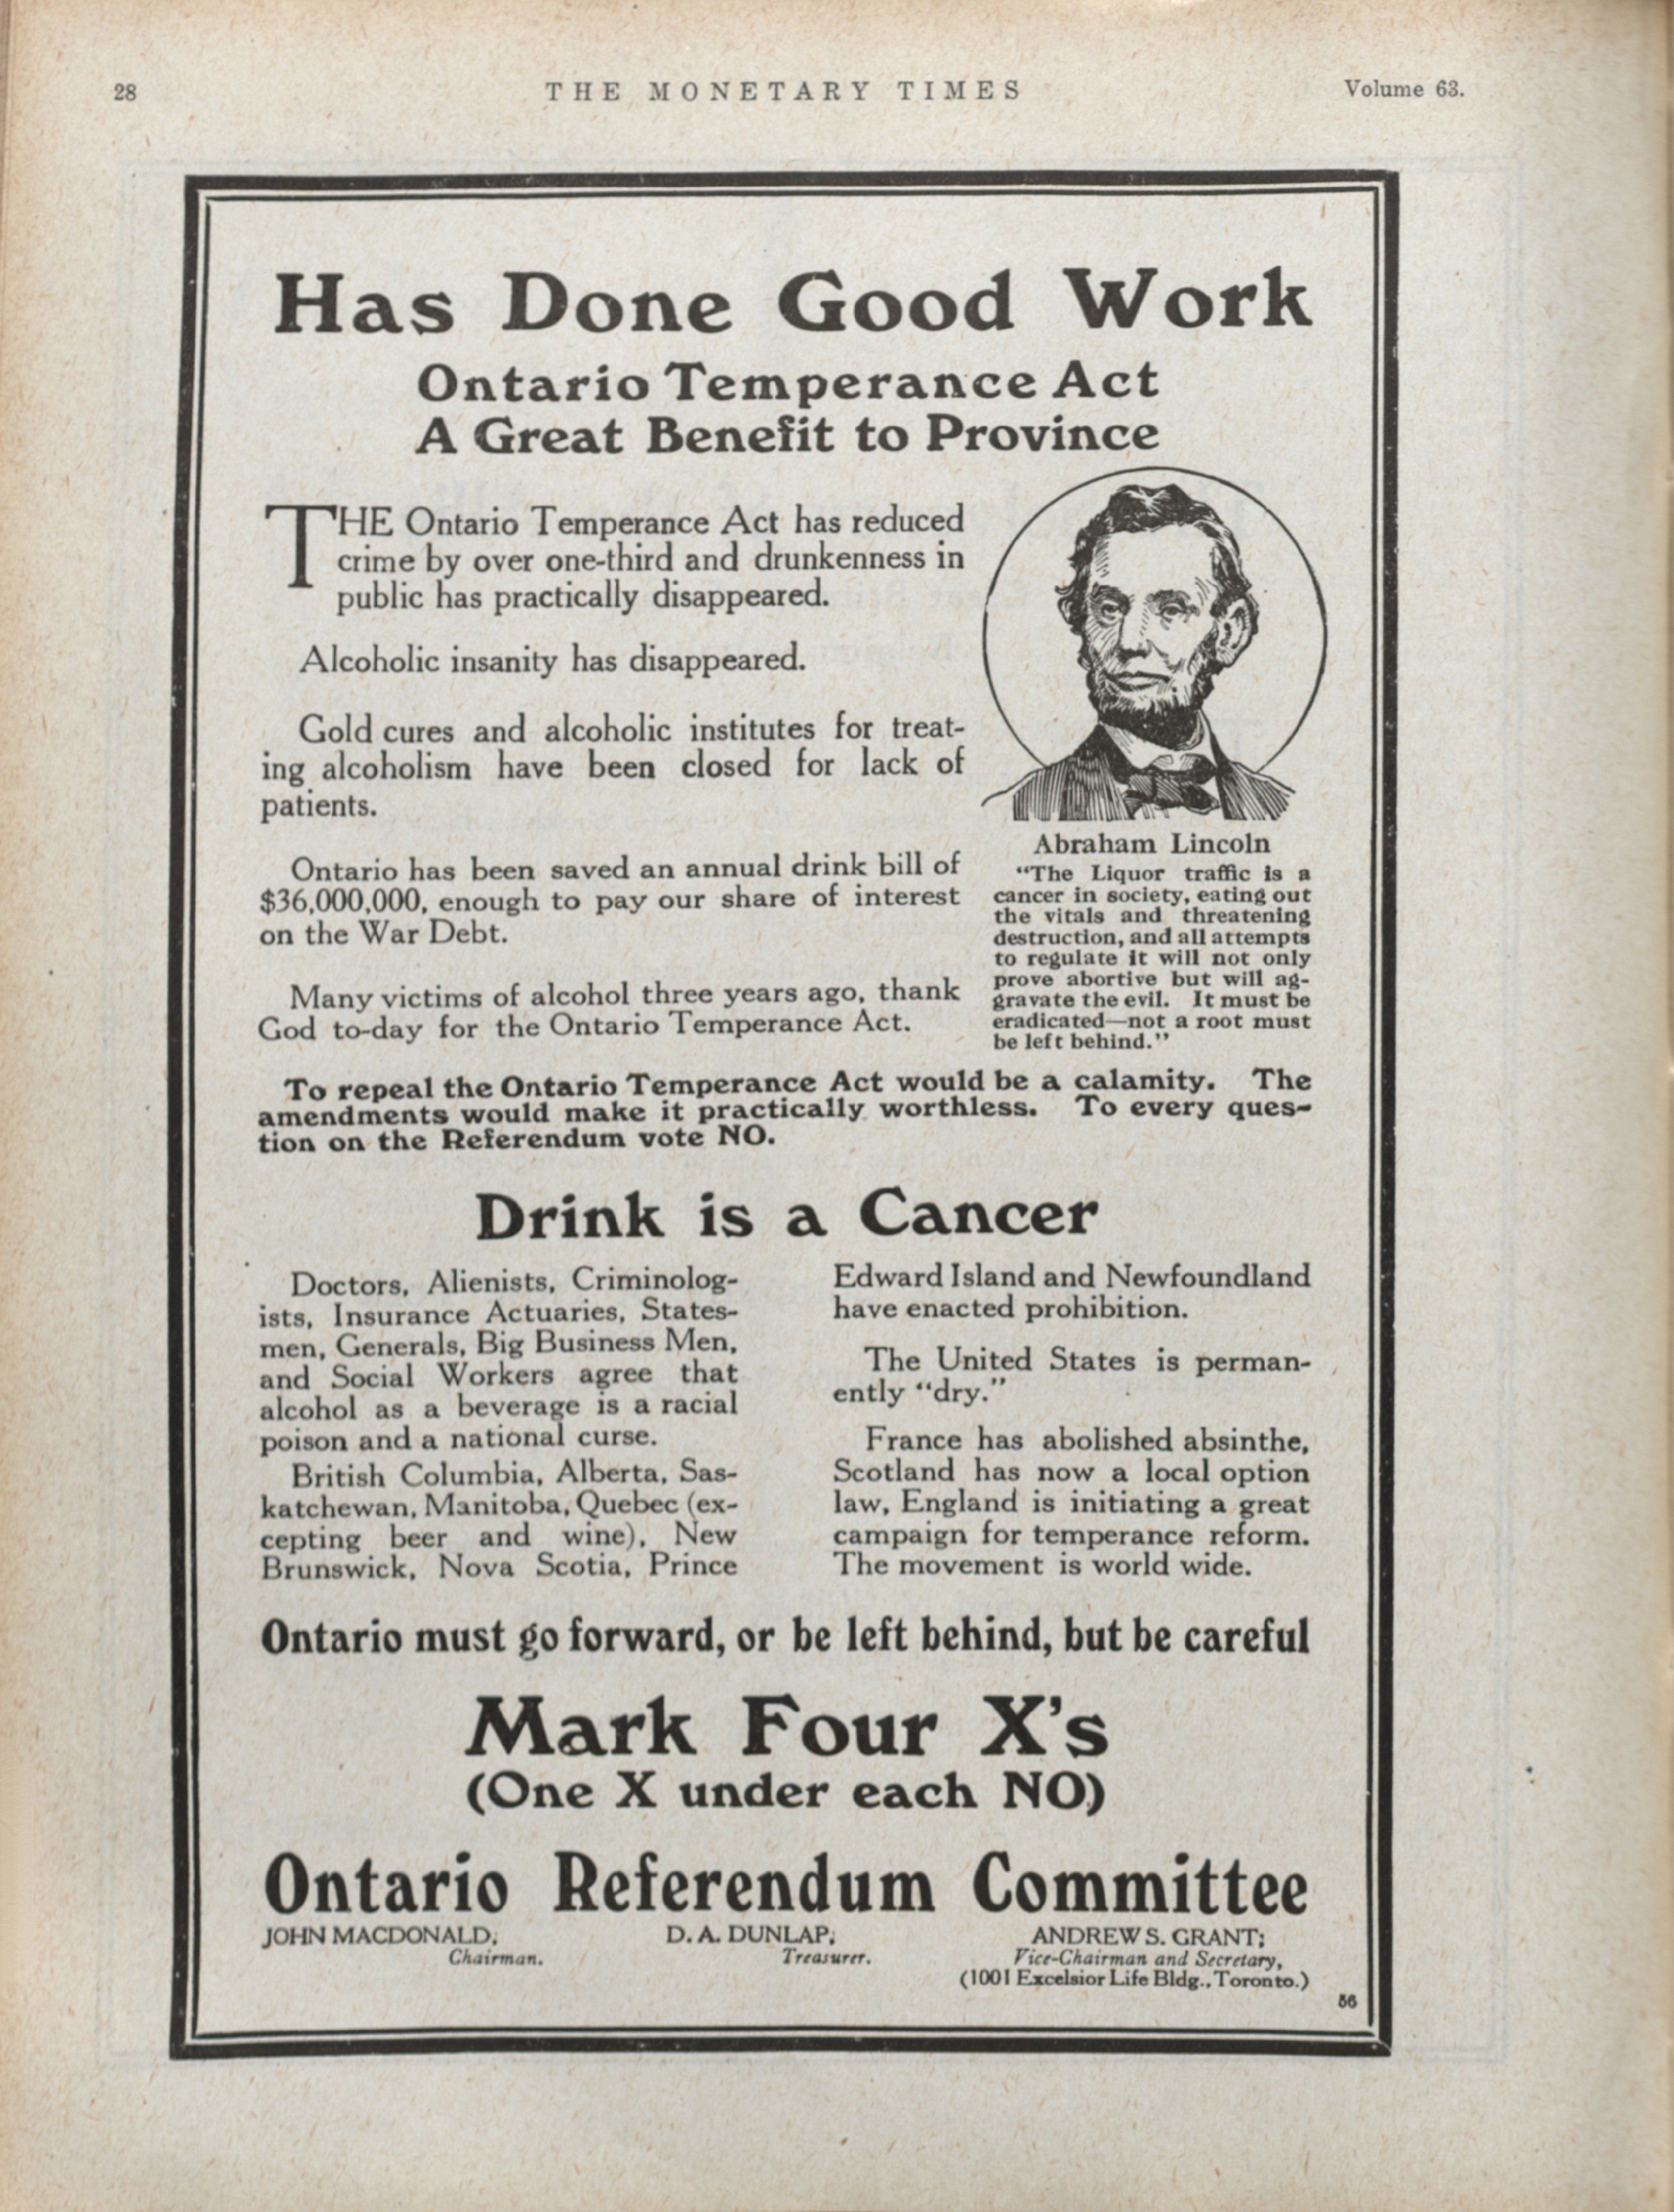 28
THE MONETARY TIMES
Volume 63.
Has Done Good Work
Ontario Temperance Act
A Great Benefit to Province
THE Ontario Temperance Act has reduced
crime by over one-third and drunkenness in
public has practically disappeared.
Alcoholic insanity has disappeared.
Gold cures and alcoholic institutes for treat-
ing alcoholism have been closed for lack of
patients.
Ontario has been saved an annual drink bill of
$36,000,000, enough to pay our share of interest
on the War Debt.
Many victims of alcohol three years ago, thank
God to-day for the Ontario Temperance Act.
Abraham Lincoln
"The Liquor traffic is a
cancer in society, eating out
the vitals and threatening
destruction, and all attempts
to regulate it will not only
prove abortive but will ag-
gravate the evil. It must be
eradicated—not a root must
be left behind."
To repeal the Ontario Temperance Act would be a calamity. The
amendments would make it practically worthless. To every ques-
tion on the Referendum vote NO.
Drink is a Cancer
Doctors, Alienists, Criminolog-
ists, Insurance Actuaries, States-
men, Generals, Big Business Men,
and Social Workers agree that
alcohol as a beverage is a racial
poison and a national curse.
British Columbia, Alberta, Sas-
katchewan, Manitoba, Quebec (ex-
cepting beer and wine), New
Brunswick, Nova Scotia, Prince
Edward Island and Newfoundland
have enacted prohibition.
The United States is perman-
ently "dry."
France has abolished absinthe,
Scotland has now a local option
law, England is initiating a great
campaign for temperance reform.
The movement is world wide.
Ontario must go forward, or be left behind, but be careful
Mark Four X's
(One X under each NO)
Ontario Referendum Committee
JOHN MACDONALD,
Chairman.
D. A. DUNLAP,
Treasurer.
ANDREW S. GRANT;
Vice-Chairman and Secretary,
(1001 Excelsior Life Bldg., Toronto.)
56